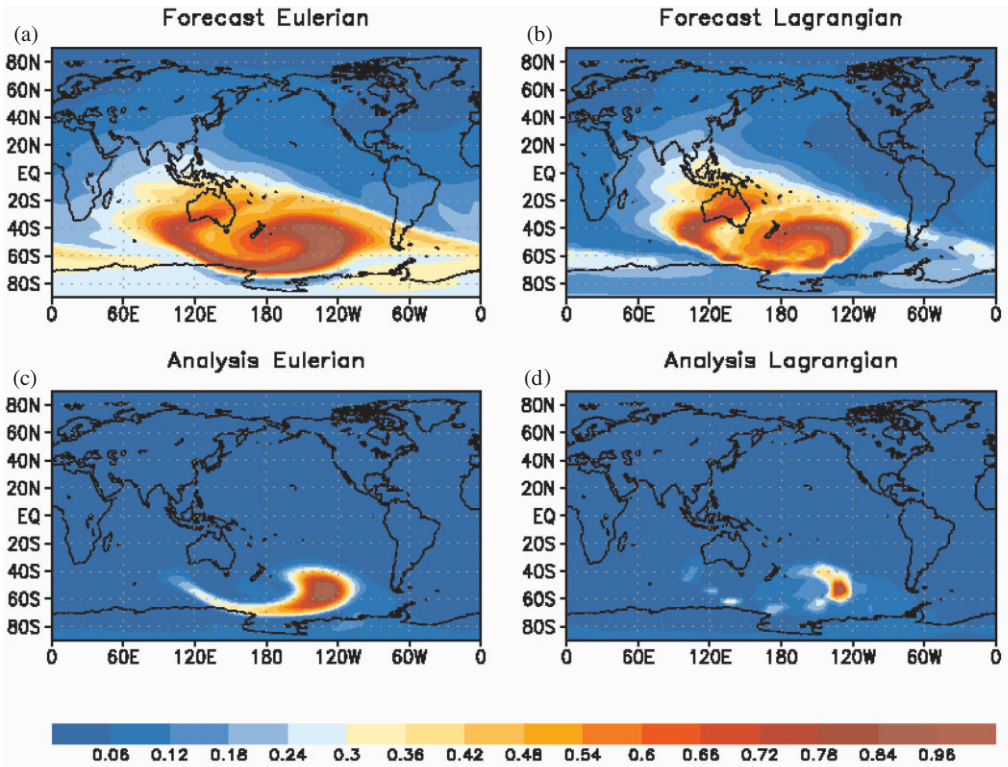 Forecast Eulerian
Forecast Lagrangian
(a)
(b)
80N
60N
40N
20N
EQ
20S
40S
60S
80S
0 60E 120E 180 120W 60W 0
80N
60N
40N
20N
EQ
20S
40S
60S
80S
0 60E 120E 180 120W 60W 0
Analysis Eulerian
Analysis Lagrangian
(c)
(d)
80N
60N
40N
20N
EQ
20S
40S
60S
80S
0 60E 120E 180 120W 60W 0
80N
60N
40N
20N
EQ
20S
40S
60S
80S
0 60E 120E 180 120W 60W 0
0.06 0.12 0.18 0.24 0.3 0.36 0.42 0.48 0.54 0.6 0.66 0.72 0.78 0.84 0.96